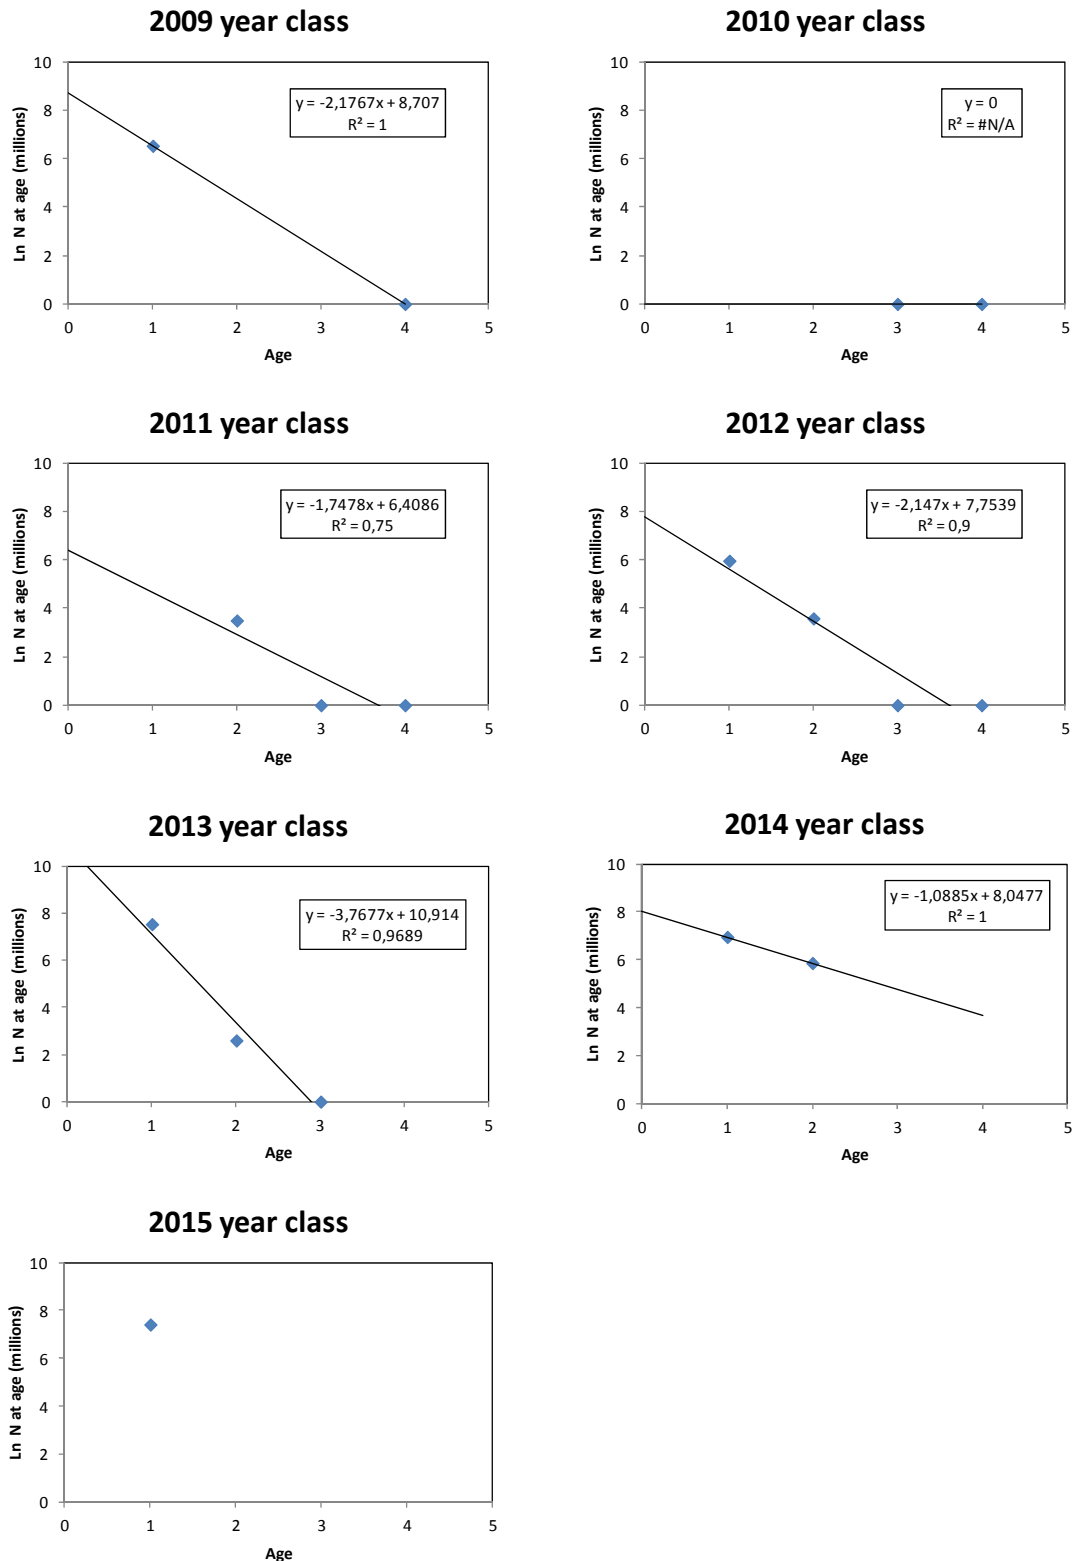 2009 year class
10
8
6
4
2
0
0 1 2 3 4 5
Ln N at age (millions)
Age
y = -2,1767x + 8,707
R² = 1
2010 year class
10
8
6
4
2
0
0 1 2 3 4 5
Ln N at age (millions)
Age
y = 0
R² = #N/A
2011 year class
10
8
6
4
2
0
0 1 2 3 4 5
Ln N at age (millions)
Age
y = -1,7478x + 6,4086
R² = 0,75
2012 year class
10
8
6
4
2
0
0 1 2 3 4 5
Ln N at age (millions)
Age
y = -2,147x + 7,7539
R² = 0,9
2013 year class
10
8
6
4
2
0
0 1 2 3 4 5
Ln N at age (millions)
Age
y = -3,7677x + 10,914
R² = 0,9689
2014 year class
10
8
6
4
2
0
0 1 2 3 4 5
Ln N at age (millions)
Age
y = -1,0885x + 8,0477
R² = 1
2015 year class
10
8
6
4
2
0
0 1 2 3 4 5
Ln N at age (millions)
Age